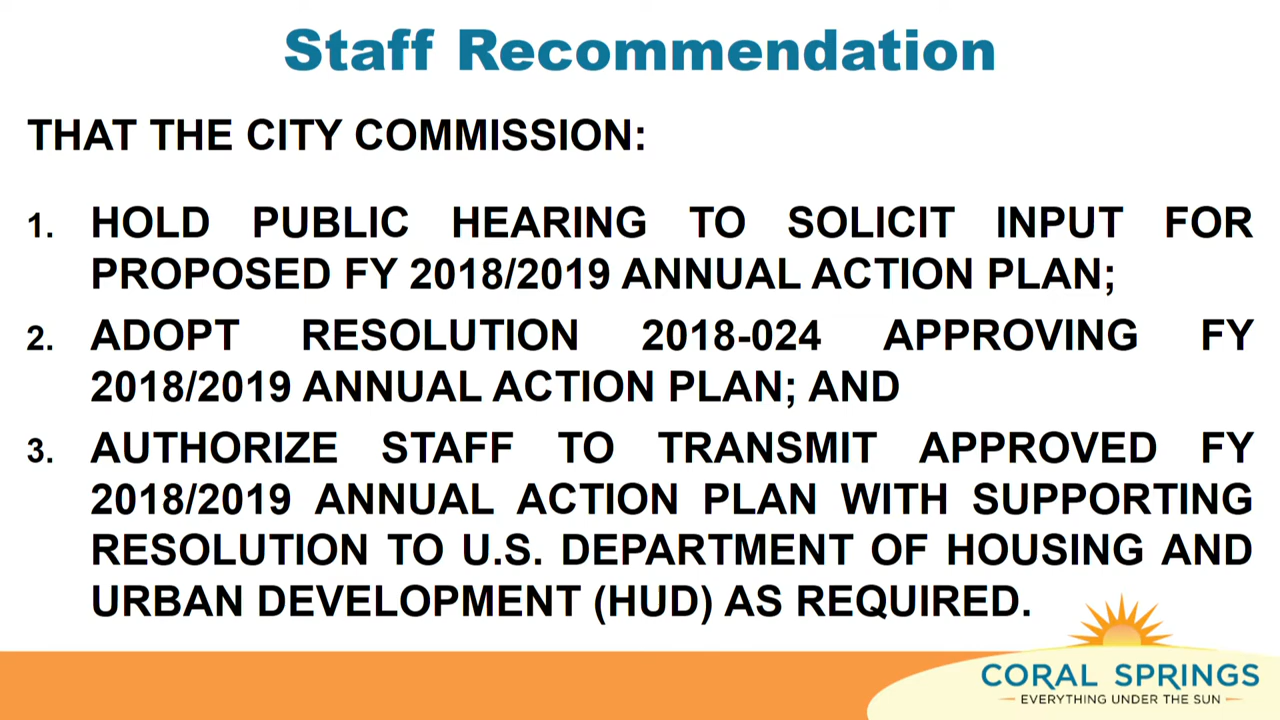 Staff Recommendation
THAT THE CITY COMMISSION:
1. HOLD PUBLIC HEARING TO SOLICIT INPUT FOR
PROPOSED FY 2018/2019 ANNUAL ACTION PLAN;
2. ADOPT RESOLUTION 2018-024 APPROVING FY
2018/2019 ANNUAL ACTION PLAN; AND
3. AUTHORIZE STAFF TO TRANSMIT APPROVED FY
2018/2019 ANNUAL ACTION PLAN WITH SUPPORTING
RESOLUTION TO U.S. DEPARTMENT OF HOUSING AND
URBAN DEVELOPMENT (HUD) AS REQUIRED.
CORAL SPRINGS
EVERYTHING UNDER THE SUN